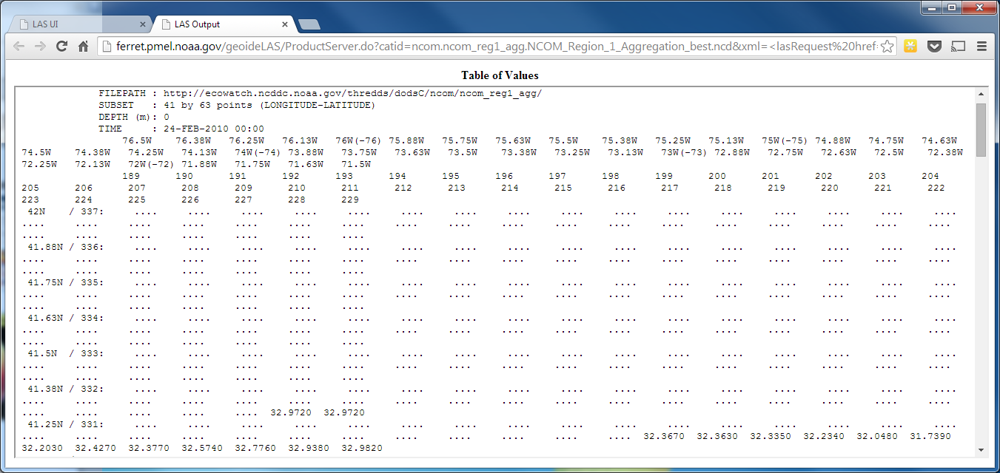 LAS UI
LAS Output
ferret.pmel.noaa.gov/geoideLAS/ProductServer.do?catid=ncom.ncom_reg1_agg.NCOM_Region_1_Aggregation_best.ncd&xml=<lasRequest%20href=
Table of Values
FILEPATH : http://ecowatch.ncddc.noaa.gov/thredds/dodsC/ncom/ncom_reg1_agg/
SUBSET : 41 by 63 points (LONGITUDE-LATITUDE)
DEPTH (m): 0
TIME : 24-FEB-2010 00:00
76.5W 76.38W 76.25W 76.13W 76W(-76) 75.88W 75.75W 75.63W 75.5W 75.38W 75.25W 75.13W 75W(-75) 74.88W 74.75W 74.63W
74.5W 74.38W 74.25W 74.13W 74W(-74) 73.88W 73.75W 73.63W 73.5W 73.38W 73.25W 73.13W 73W(-73) 72.88W 72.75W 72.63W 72.5W 72.38W
72.25W 72.13W 72W(-72) 71.88W 71.75W 71.63W 71.5W
189 190 191 192 193 194 195 196 197 198 199 200 201 202 203 204
205 206 207 208 209 210 211 212 213 214 215 216 217 218 219 220 221 222
223 224 225 226 227 228 229
42N / 337: .... .... .... .... .... .... .... .... .... .... .... .... .... .... .... ....
.... .... .... .... .... .... .... .... .... .... .... .... .... .... .... .... .... ....
.... .... .... .... .... .... ....
41.88N / 336: .... .... .... .... .... .... .... .... .... .... .... .... .... .... .... ....
.... .... .... .... .... .... .... .... .... .... .... .... .... .... .... .... .... ....
.... .... .... .... .... .... ....
41.75N / 335: .... .... .... .... .... .... .... .... .... .... .... .... .... .... .... ....
.... .... .... .... .... .... .... .... .... .... .... .... .... .... .... .... .... ....
.... .... .... .... .... .... ....
41.63N / 334: .... .... .... .... .... .... .... .... .... .... .... .... .... .... .... ....
.... .... .... .... .... .... .... .... .... .... .... .... .... .... .... .... .... ....
.... .... .... .... .... .... ....
41.5N / 333: .... .... .... .... .... .... .... .... .... .... .... .... .... .... .... ....
.... .... .... .... .... .... .... .... .... .... .... .... .... .... .... .... .... ....
.... .... .... .... .... .... ....
41.38N / 332: .... .... .... .... .... .... .... .... .... .... .... .... .... .... .... ....
.... .... .... .... .... .... .... .... .... .... .... .... .... .... .... .... .... ....
.... .... .... .... .... 32.9720 32.9720
41.25N / 331: .... .... .... .... .... .... .... .... .... .... .... .... .... .... .... ....
.... .... .... .... .... .... .... .... .... .... .... .... 32.3670 32.3630 32.3350 32.2340 32.0480 31.7390
32.2030 32.4270 32.3770 32.5740 32.7760 32.9380 32.9820